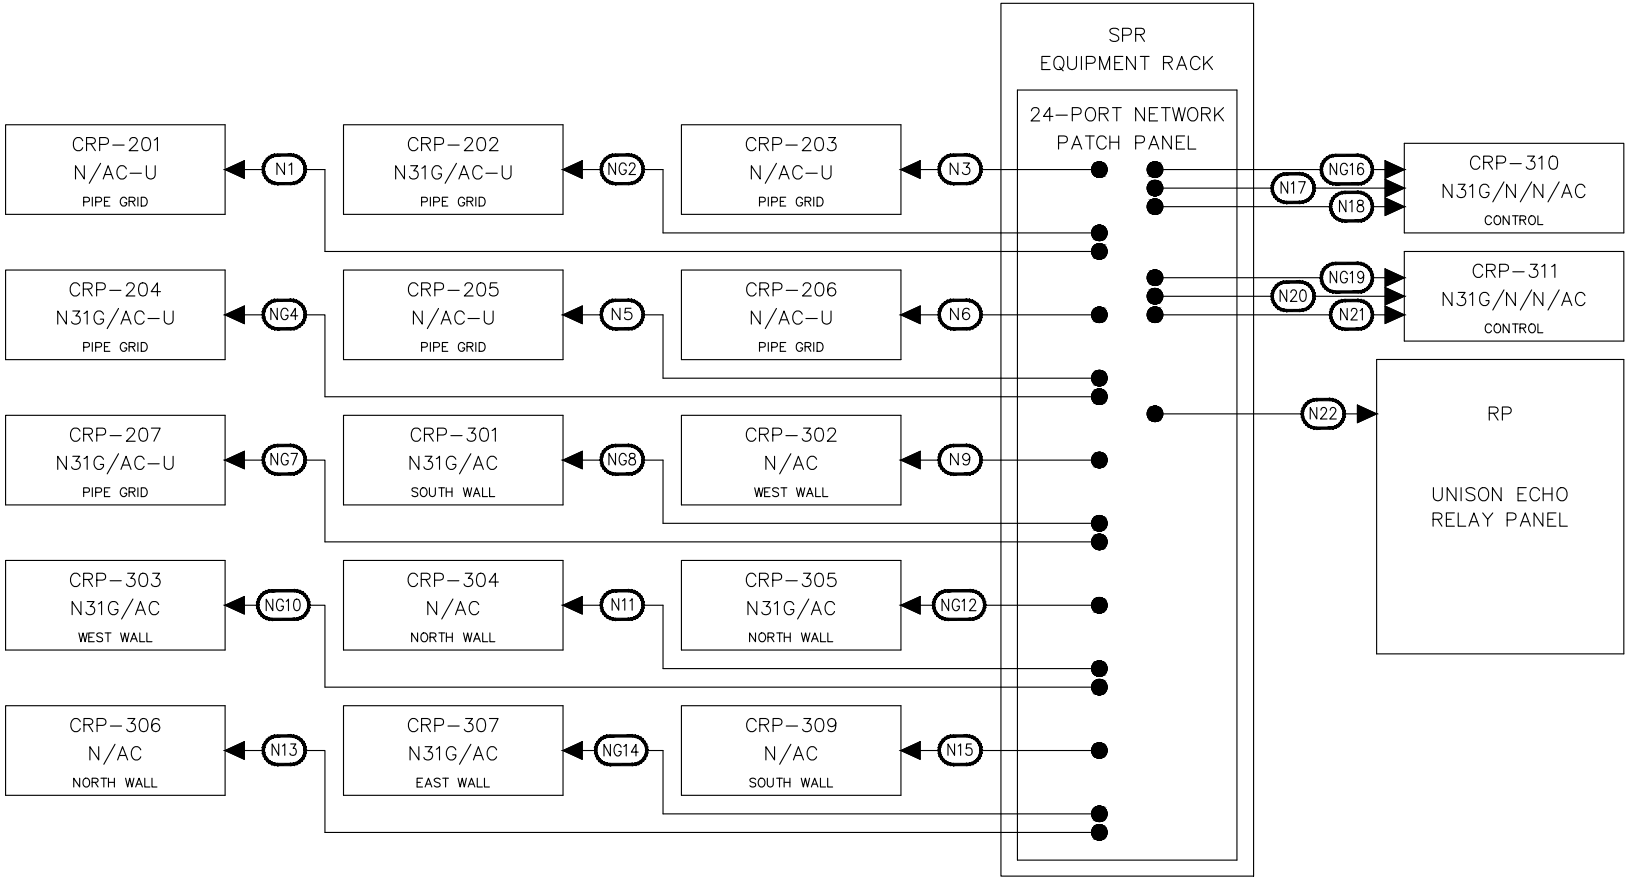 SPR
EQUIPMENT RACK
24-PORT NETWORK
PATCH PANEL
CRP-201
N/AC-U
PIPE GRID
N1
CRP-202
N31G/AC-U
PIPE GRID
NG2
CRP-203
N/AC-U
PIPE GRID
N3
CRP-204
N31G/AC-U
PIPE GRID
NG4
CRP-205
N/AC-U
PIPE GRID
N5
CRP-206
N/AC-U
PIPE GRID
N6
CRP-207
N31G/AC-U
PIPE GRID
NG7
CRP-301
N31G/AC
SOUTH WALL
NG8
CRP-302
N/AC
WEST WALL
N9
CRP-303
N31G/AC
WEST WALL
NG10
CRP-304
N/AC
NORTH WALL
N11
CRP-305
N31G/AC
NORTH WALL
NG12
CRP-306
N/AC
NORTH WALL
N13
CRP-307
N31G/AC
EAST WALL
NG14
CRP-309
N/AC
SOUTH WALL
N15
NG16
N17
N18
CRP-310
N31G/N/N/AC
CONTROL
NG19
N20
N21
CRP-311
N31G/N/N/AC
CONTROL
N22
RP
UNISON ECHO
RELAY PANEL